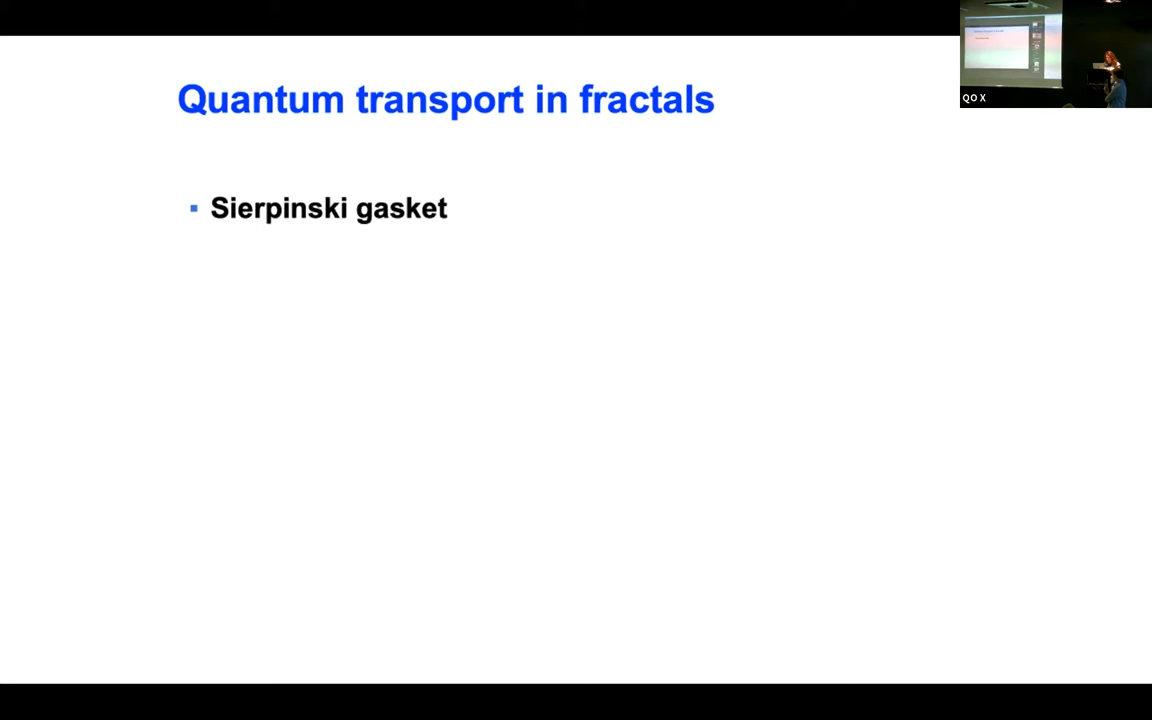 Quantum transport in fractals
▪ Sierpinski gasket
QO X